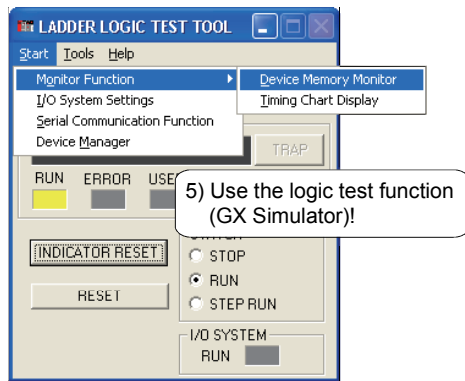 LADDER LOGIC TEST TOOL
Start Tools Help
Monitor Function
Device Memory Monitor
I/O System Settings
Timing Chart Display
Serial Communication Function
Device Manager
TRAP
RUN ERROR USE
5) Use the logic test function
(GX Simulator)!
INDICATOR RESET
STOP
RUN
RESET
STEP RUN
I/O SYSTEM
RUN